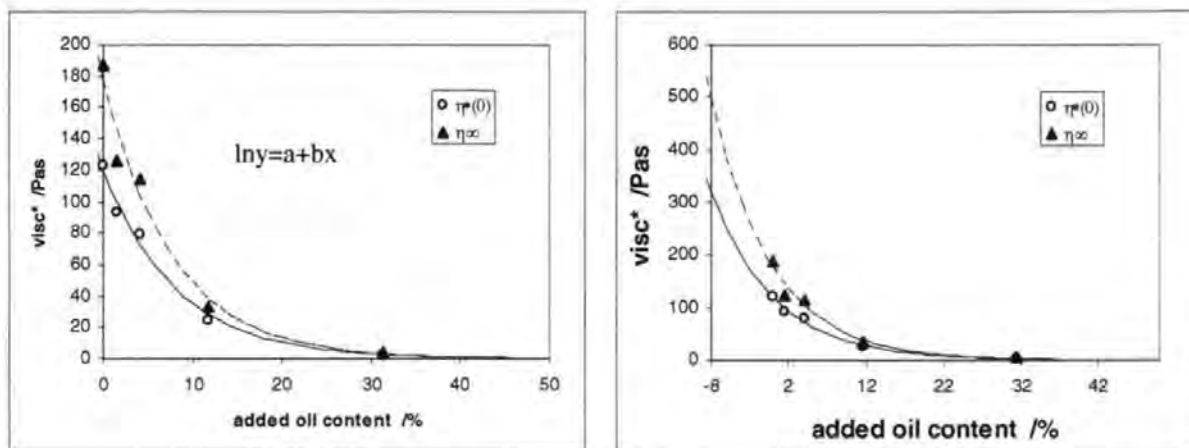 200
180
160
140
120
100
80
60
40
20
0
visc* /Pas
η*(0)
η∞
lny=a+bx
0 10 20 30 40 50
added oil content /%
600
500
400
300
200
100
0
visc* /Pas
η*(0)
η∞
-8 2 12 22 32 42
added oil content /%